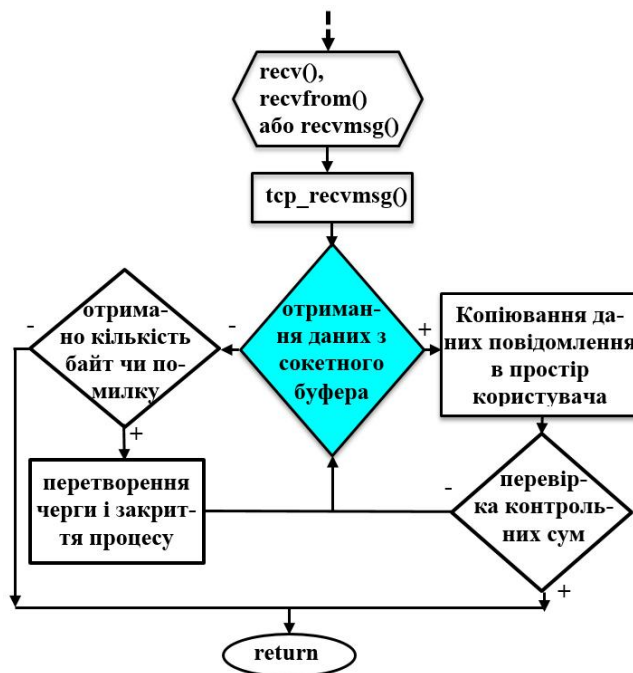 recv(),
recvfrom()
або recvmsg()
tcp_recvmsg()
отриман-
ня даних з
сокетного
буфера
-
+
отрима-
но кількість
байт чи по-
милку
-
+
перетворення
черги і закрит-
тя процесу
Копіювання да-
них повідомлення
в простір
користувача
перевір-
ка контроль-
них сум
-
+
return